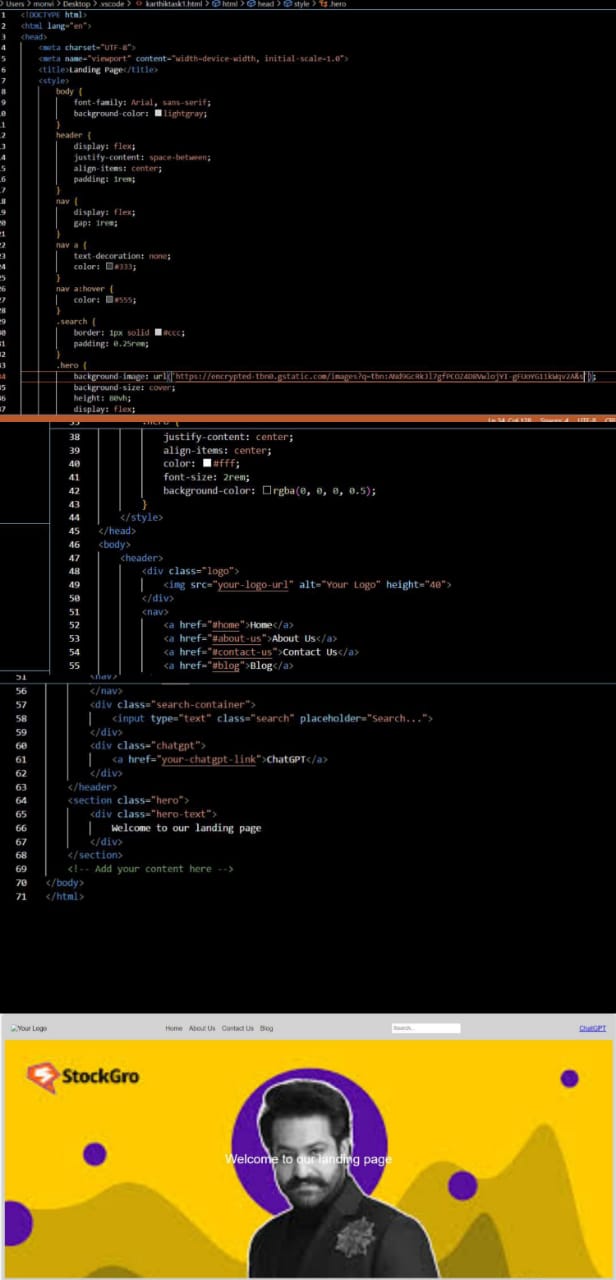 Users > monvi > Desktop > .vscode > karthiktask1.html > html > head > style > .hero
1 <!DOCTYPE html>
2 <html lang="en">
3 <head>
4 <meta charset="UTF-8">
5 <meta name="viewport" content="width=device-width, initial-scale=1.0">
6 <title>Landing Page</title>
7 <style>
8 body {
9 font-family: Arial, sans-serif;
10 background-color: lightgray;
11 }
12 header {
13 display: flex;
14 justify-content: space-between;
15 align-items: center;
16 padding: 1rem;
17 }
18 nav {
19 display: flex;
20 gap: 1rem;
21 }
22 nav a {
23 text-decoration: none;
24 color: #333;
25 }
26 nav a:hover {
27 color: #555;
28 }
29 .search {
30 border: 1px solid #ccc;
31 padding: 0.25rem;
32 }
33 .hero {
34 background-image: url('https://encrypted-tbn0.gstatic.com/images?q=tbn:
35 background-size: cover;
36 height: 80vh;
37 display: flex;
Ln 34, Col 128 Spaces: 4 UTF-8
33 .hero {
38 justify-content: center;
39 align-items: center;
40 color: #fff;
41 font-size: 2rem;
42 background-color: rgba(0, 0, 0, 0.5);
43 }
44 </style>
45 </head>
46 <body>
47 <header>
48 <div class="logo">
49 <img src="your-logo-url" alt="Your Logo" height="40">
50 </div>
51 <nav>
52 <a href="#home">Home</a>
53 <a href="#about-us">About Us</a>
54 <a href="#contact-us">Contact Us</a>
55 <a href="#blog">Blog</a>
51 <nav>
56 </nav>
57 <div class="search-container">
58 <input type="text" class="search" placeholder="Search...">
59 </div>
60 <div class="chatgpt">
61 <a href="your-chatgpt-link">ChatGPT</a>
62 </div>
63 </header>
64 <section class="hero">
65 <div class="hero-text">
66 Welcome to our landing page
67 </div>
68 </section>
69 <!-- Add your content here -->
70 </body>
71 </html>
Your Logo Home About Us Contact Us Blog Search... ChatGPT
StockGro
Welcome to our landing page